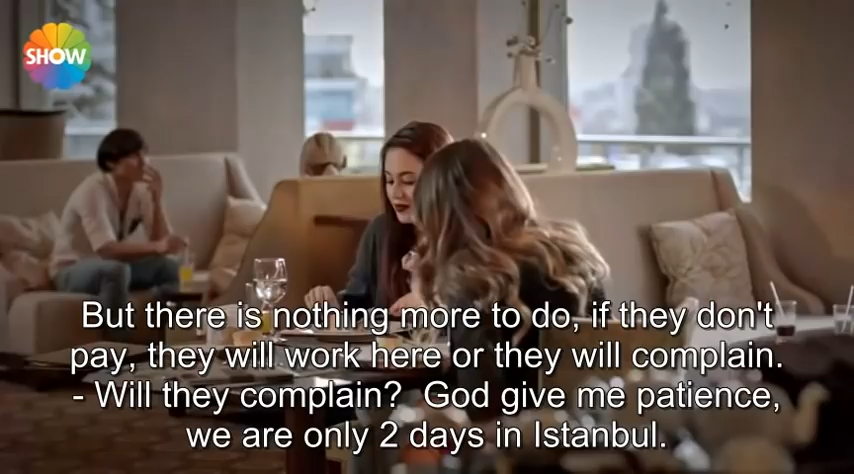 SHOW
But there is nothing more to do, if they don't
pay, they will work here or they will complain.
- Will they complain?  God give me patience,
we are only 2 days in Istanbul.